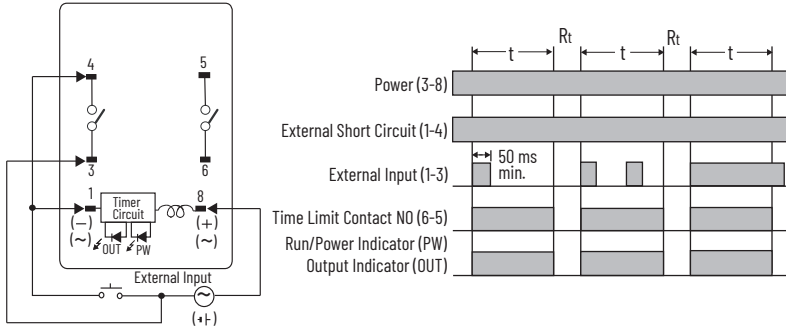 4
5
3
6
1
Timer
Circuit
8
(−)
(~)
OUT
PW
(+)
(~)
External Input
~
(⊣⊢)
Rt
Rt
t
t
t
Power (3-8)
External Short Circuit (1-4)
External Input (1-3)
50 ms
min.
Time Limit Contact NO (6-5)
Run/Power Indicator (PW)
Output Indicator (OUT)